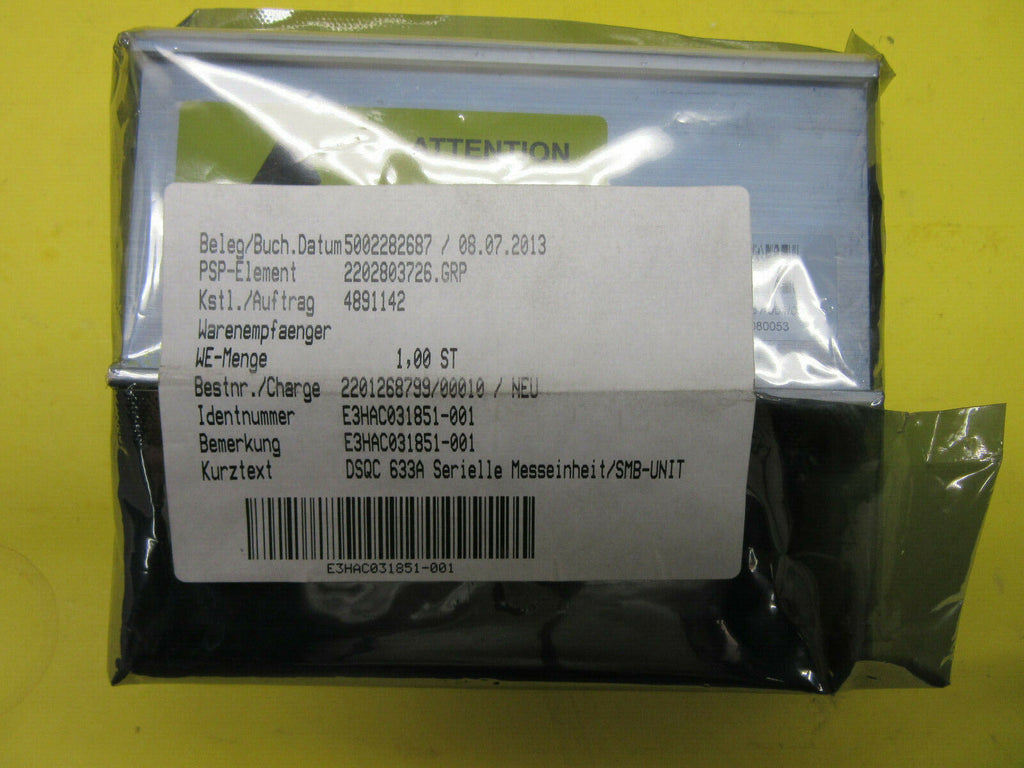 ATTENTION
Beleg/Buch.Datum 5002282687 / 08.07.2013
PSP-Element 2202803726.GRP
Kstl./Auftrag 4891142
Warenempfaenger
WE-Menge 1,00 ST
Bestnr./Charge 2201268799/00010 / NEU
Identnummer E3HAC031851-001
Bemerkung E3HAC031851-001
Kurztext DSQC 633A Serielle Messeinheit/SMB-UNIT
E3HAC031851-001